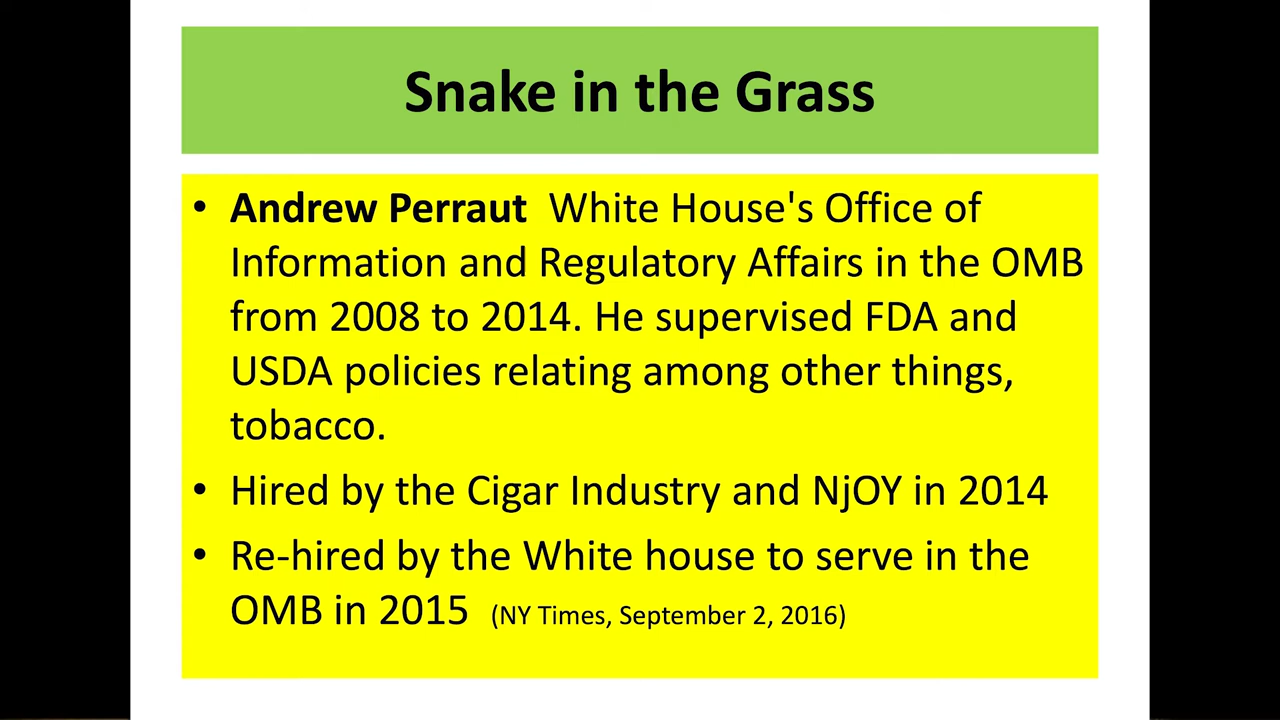 Snake in the Grass
• Andrew Perraut  White House's Office of
Information and Regulatory Affairs in the OMB
from 2008 to 2014. He supervised FDA and
USDA policies relating among other things,
tobacco.
• Hired by the Cigar Industry and NjOY in 2014
• Re-hired by the White house to serve in the
OMB in 2015  (NY Times, September 2, 2016)